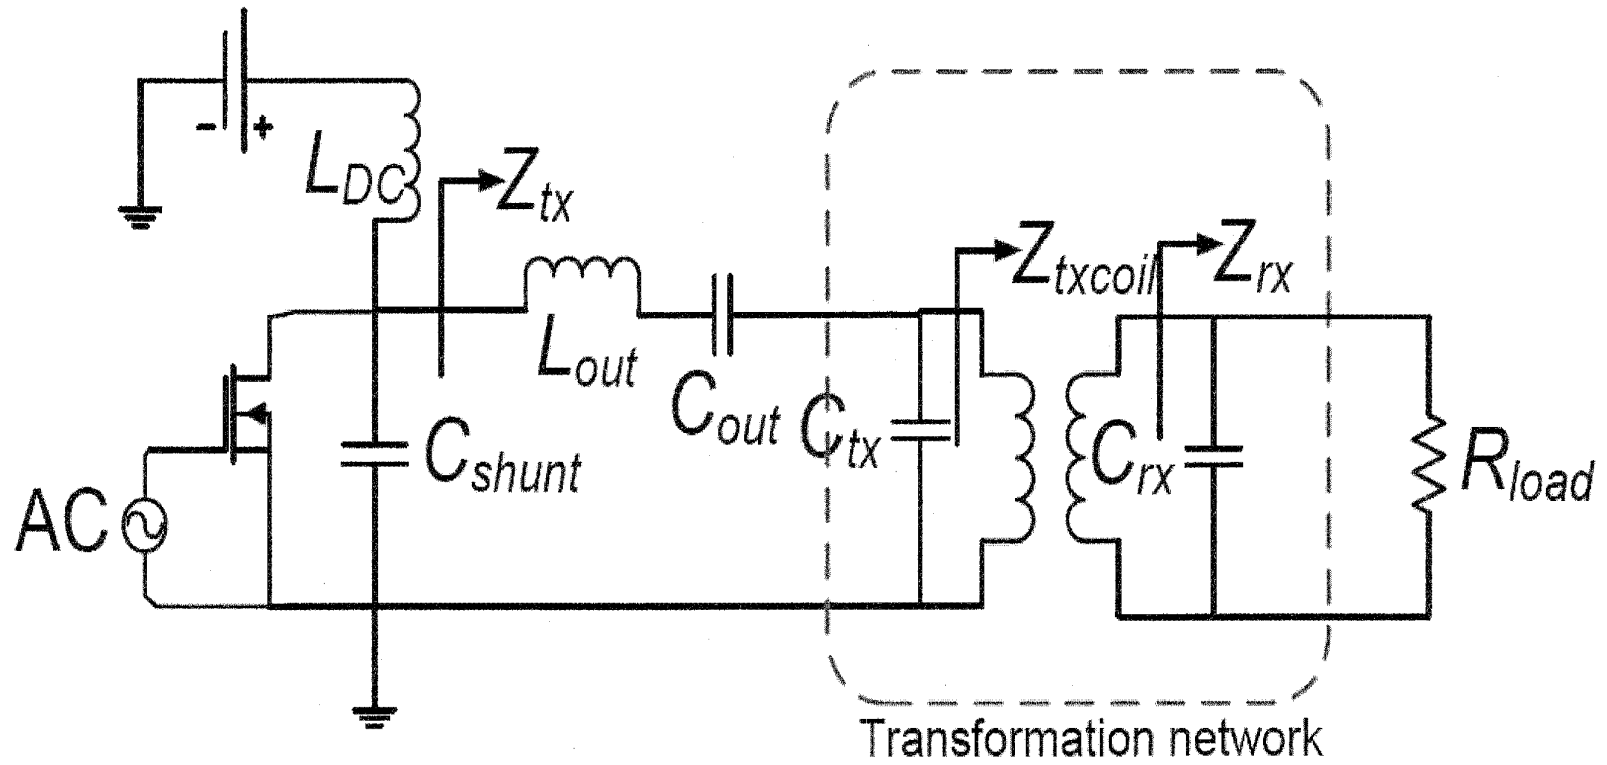 - +
L_DC
Z_tx
Z_txcoil
Z_rx
L_out
C_out
C_tx
C_rx
C_shunt
R_load
AC
Transformation network